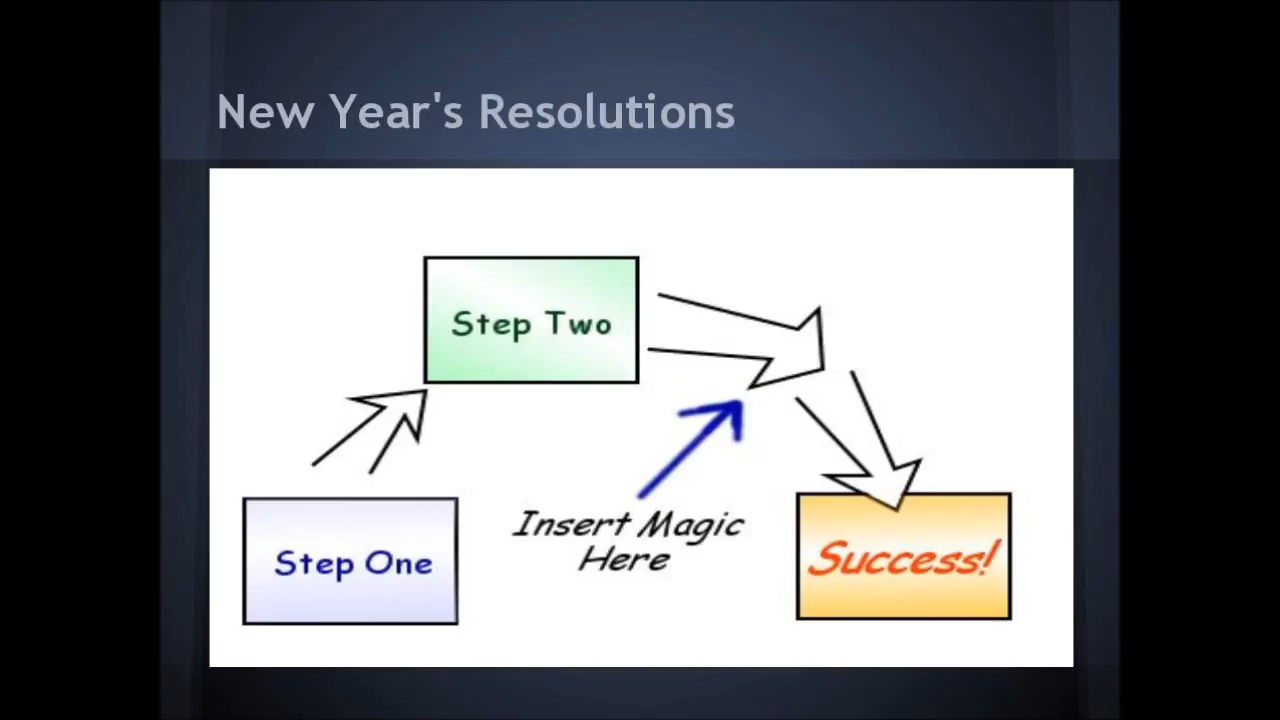 New Year's Resolutions
Step Two
Insert Magic
Here
Step One
Success!